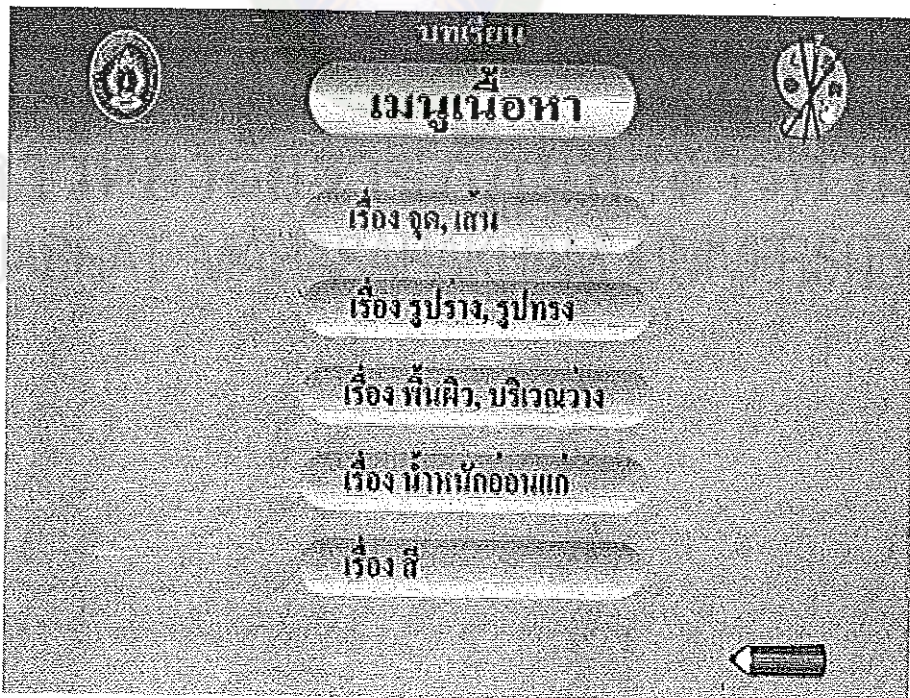 บทเรียน
เมนูเนื้อหา
เรื่อง จุด, เส้น
เรื่อง รูปร่าง, รูปทรง
เรื่อง พื้นผิว, บริเวณว่าง
เรื่อง น้ำหนักอ่อนแก่
เรื่อง สี